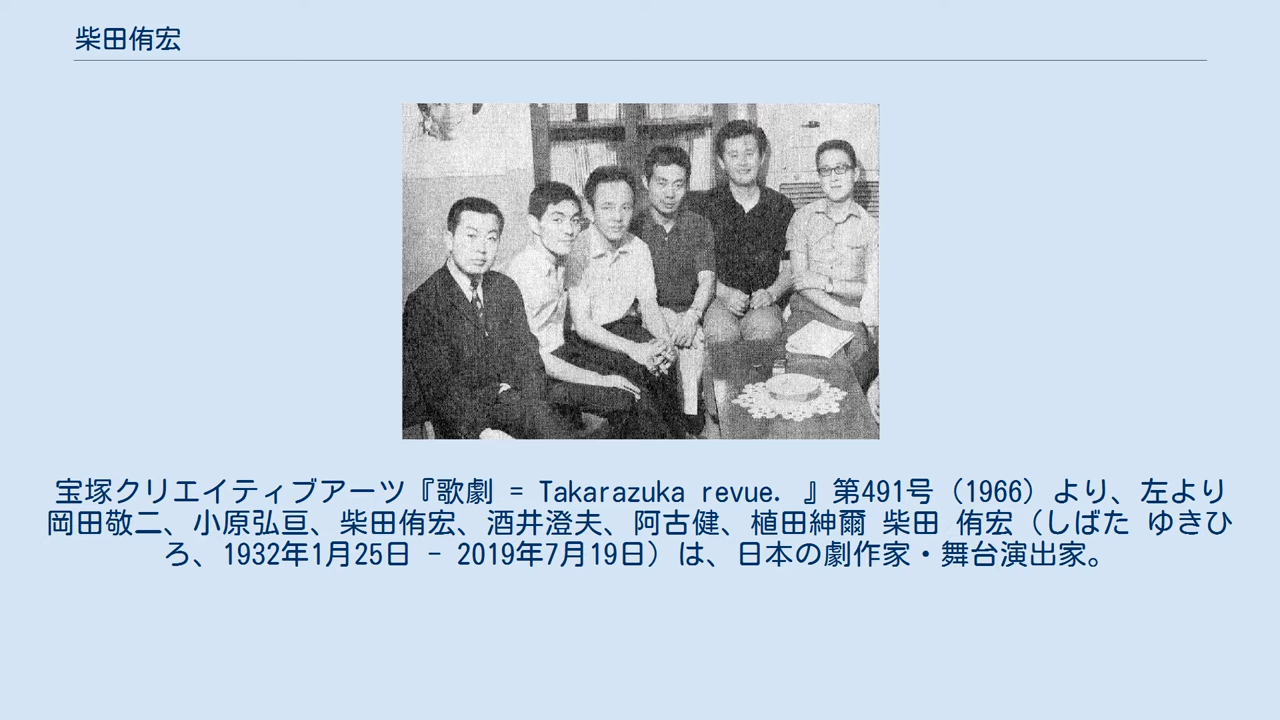 柴田侑宏
宝塚クリエイティブアーツ『歌劇 = Takarazuka revue. 』第491号（1966）より、左より
岡田敬二、小原弘亘、柴田侑宏、酒井澄夫、阿古健、植田紳爾 柴田 侑宏（しばた ゆきひ
ろ、1932年1月25日 - 2019年7月19日）は、日本の劇作家・舞台演出家。